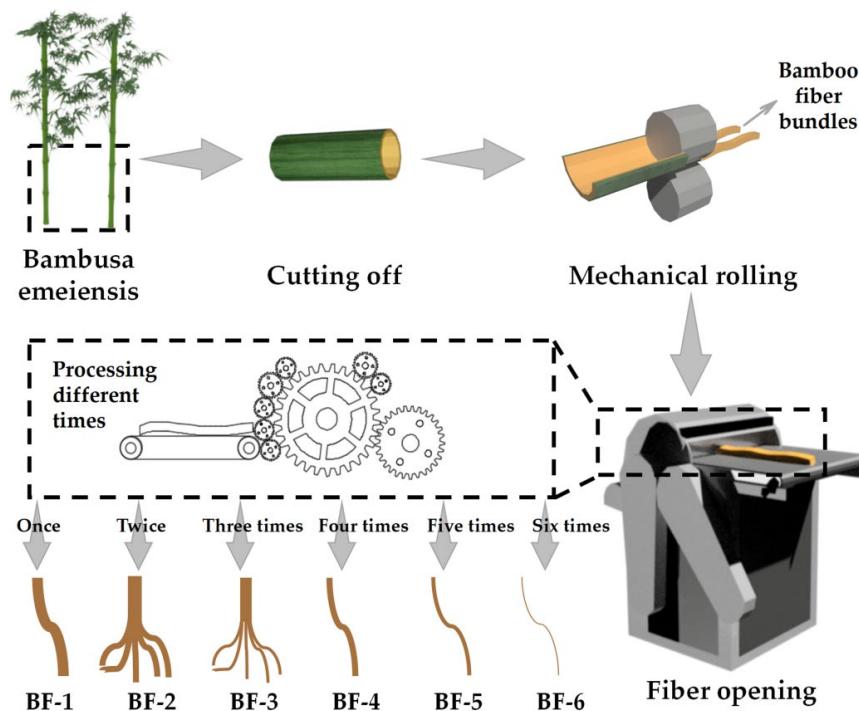 Bamboo
fiber
bundles
Bambusa
emeiensis
Cutting off
Mechanical rolling
Processing
different
times
Once
Twice
Three times
Four times
Five times
Six times
BF-1
BF-2
BF-3
BF-4
BF-5
BF-6
Fiber opening